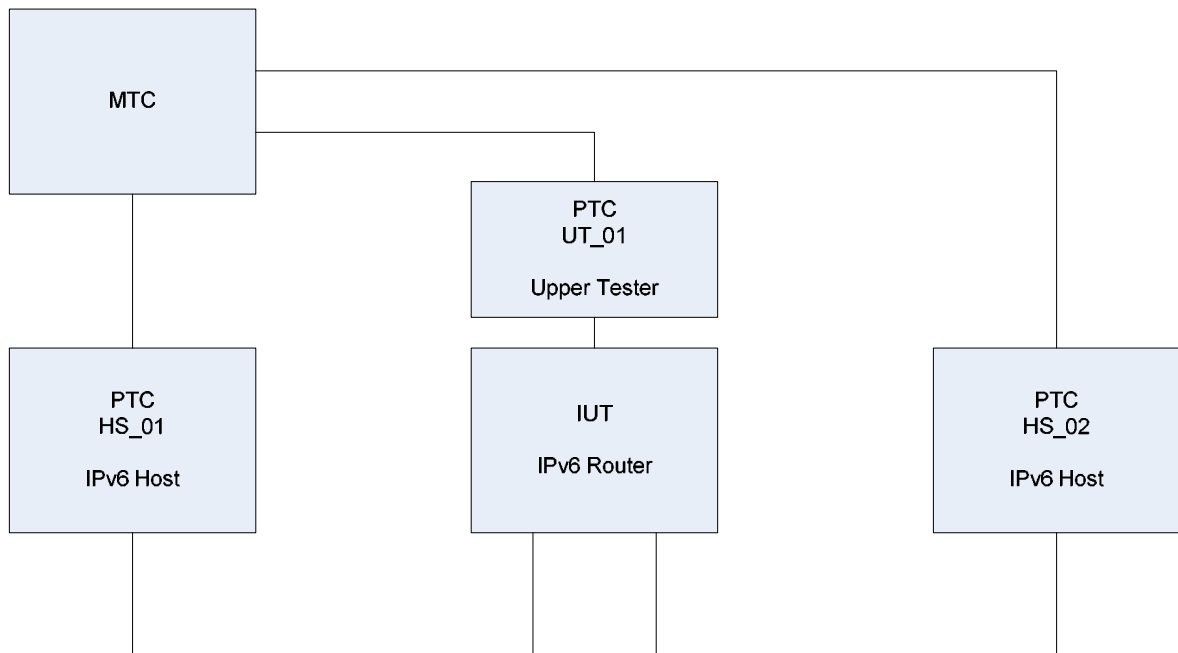 MTC
PTC
UT_01
Upper Tester
PTC
HS_01
IPv6 Host
IUT
IPv6 Router
PTC
HS_02
IPv6 Host